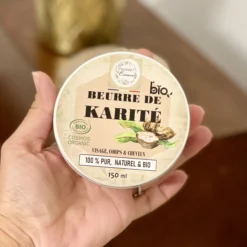 bio.
BEURRE DE
KARITÉ
BIO
COSMOS
ORGANIC
VISAGE, CORPS & CHEVEUX
100 % PUR, NATUREL & BIO
150 ml